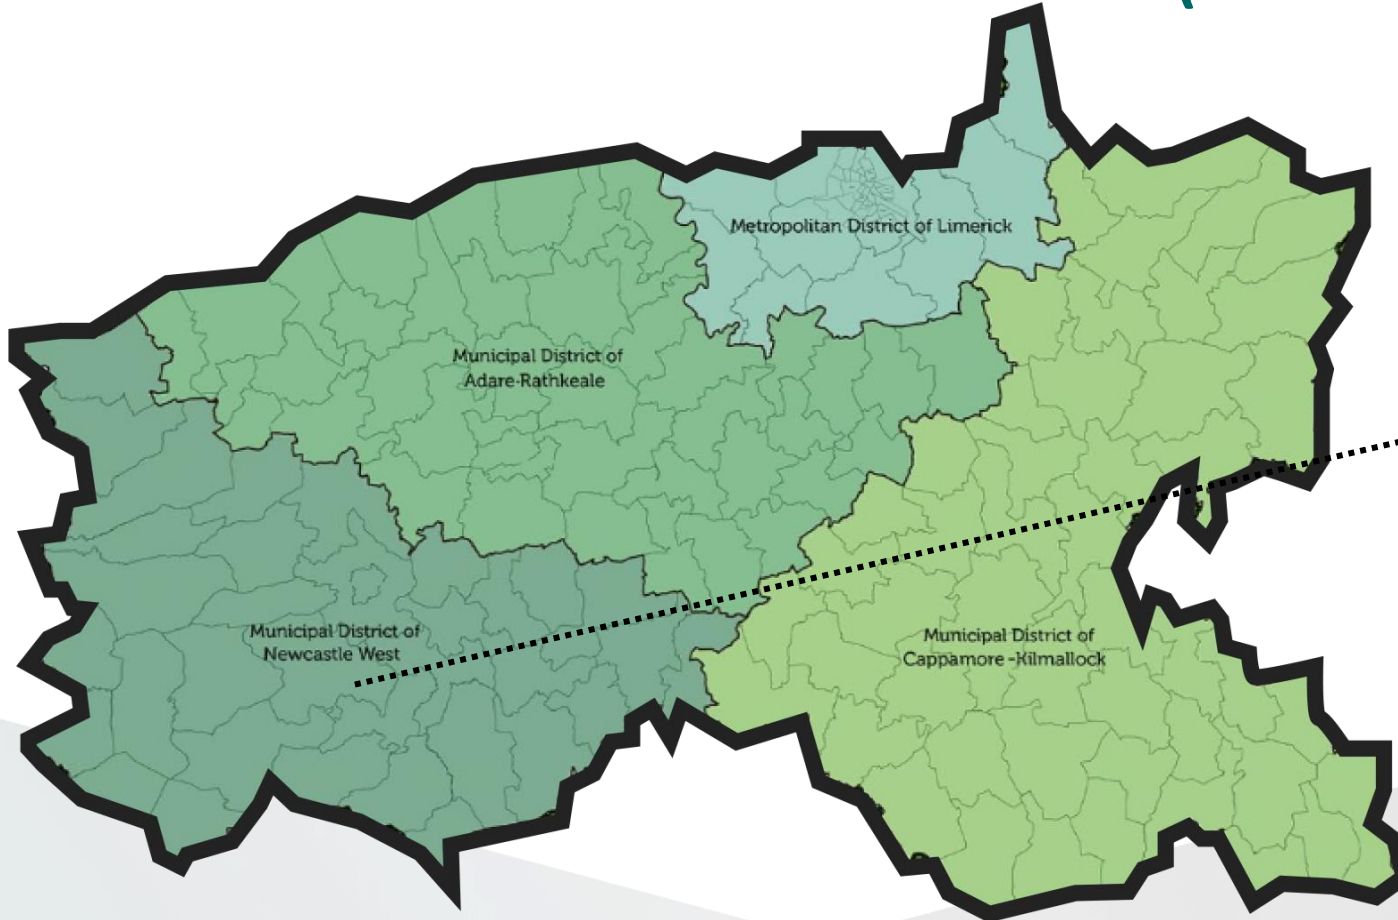 Metropolitan District of Limerick
Municipal District of
Adare-Rathkeale
Municipal District of
Newcastle West
Municipal District of
Cappamore -Kilmallock